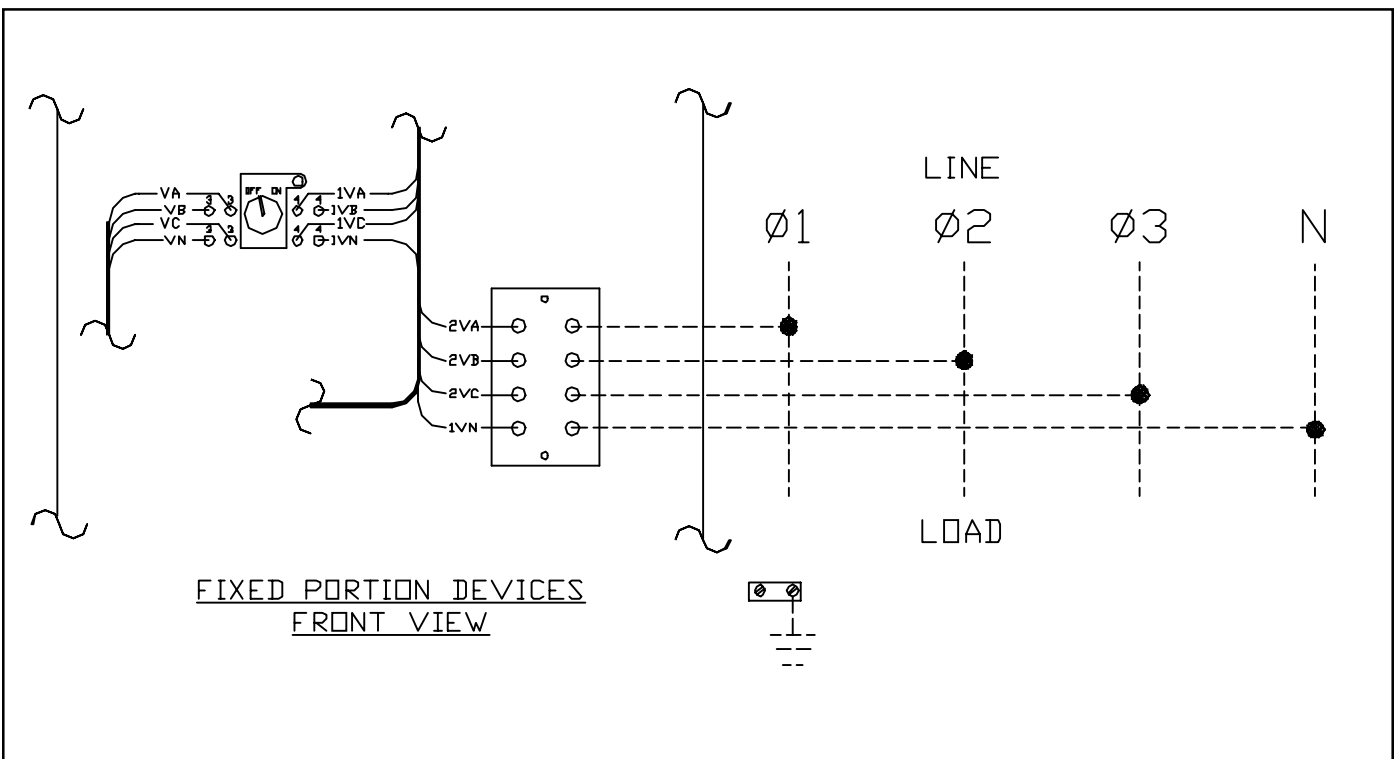 LINE
Ø1 Ø2 Ø3 N
OFF ON
VA 3 3 4 4 1VA
VB 1VB
VC 3 3 4 4 1VC
VN 1VN
2VA
2VB
2VC
1VN
LOAD
FIXED PORTION DEVICES
FRONT VIEW